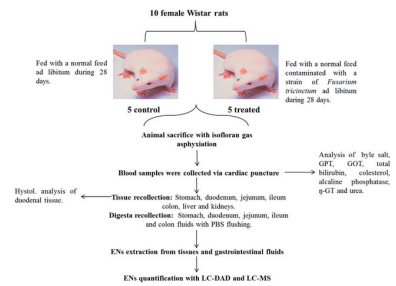 10 female Wistar rats
Fed with a normal feed
ad libitum during 28
days.
Fed with a normal feed
contaminated with a
strain of Fusarium
tricinctum ad libitum
during 28 days.
5 control
5 treated
Animal sacrifice with isofloran gas
asphyxiation
Blood samples were collected via cardiac puncture
Analysis of byle salt,
GPT, GOT, total
bilirubin, colesterol,
alcaline phosphatase,
η-GT and urea.
Hystol. analysis of
duodenal tissue.
Tissue recollection: Stomach, duodenum, jejunum, ileum
colon, liver and kidneys.
Digesta recollection: Stomach, duodenum, jejunum, ileum
and colon fluids with PBS flushing.
ENs extraction from tissues and gastrointestinal fluids
ENs quantification with LC-DAD and LC-MS